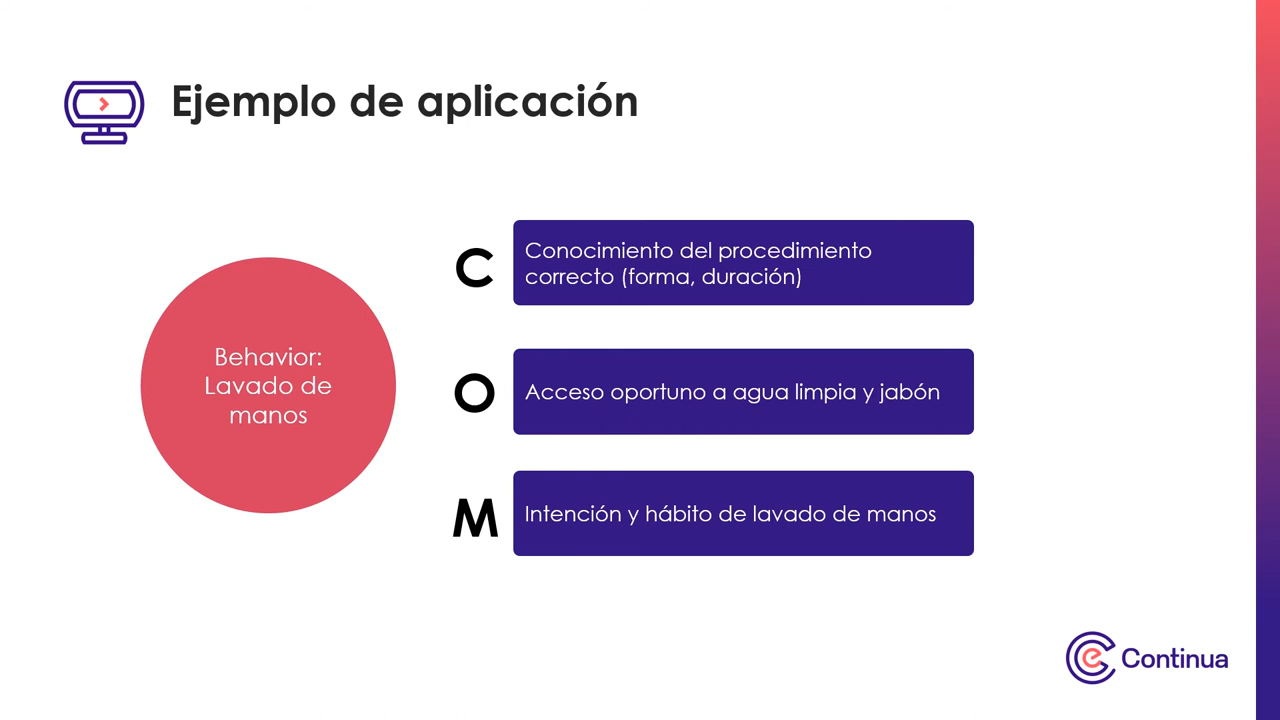 Ejemplo de aplicación
Behavior:
Lavado de
manos
C
Conocimiento del procedimiento
correcto (forma, duración)
O
Acceso oportuno a agua limpia y jabón
M
Intención y hábito de lavado de manos
Continua